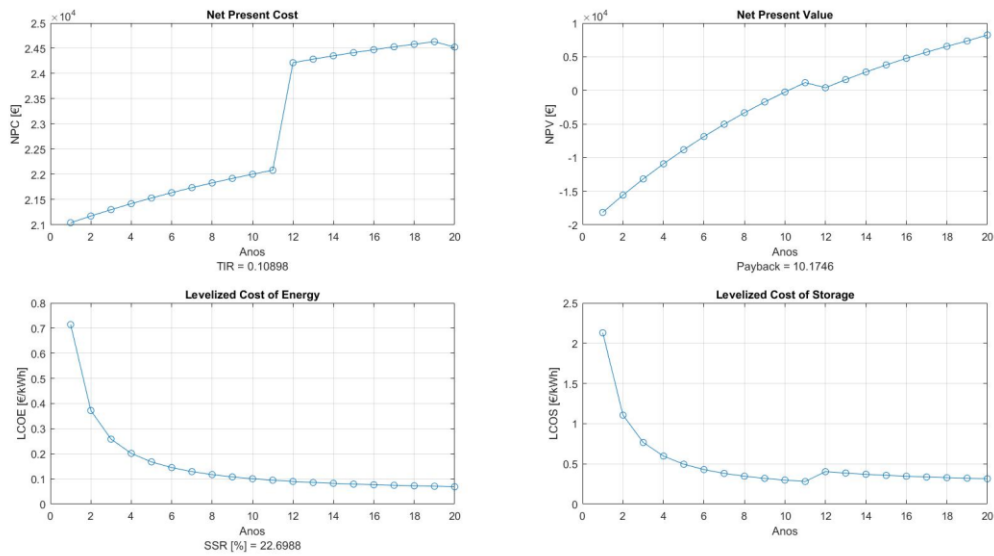 Net Present Cost
×10⁴
2.5
2.45
2.4
2.35
2.3
2.25
2.2
2.15
2.1
NPC [€]
0 2 4 6 8 10 12 14 16 18 20
Anos
TIR = 0.10898
Net Present Value
×10⁴
1
0.5
0
-0.5
-1
-1.5
-2
NPV [€]
0 2 4 6 8 10 12 14 16 18 20
Anos
Payback = 10.1746
Levelized Cost of Energy
0.8
0.7
0.6
0.5
0.4
0.3
0.2
0.1
0
LCOE [€/kWh]
0 2 4 6 8 10 12 14 16 18 20
Anos
SSR [%] = 22.6988
Levelized Cost of Storage
2.5
2
1.5
1
0.5
0
LCOS [€/kWh]
0 2 4 6 8 10 12 14 16 18 20
Anos